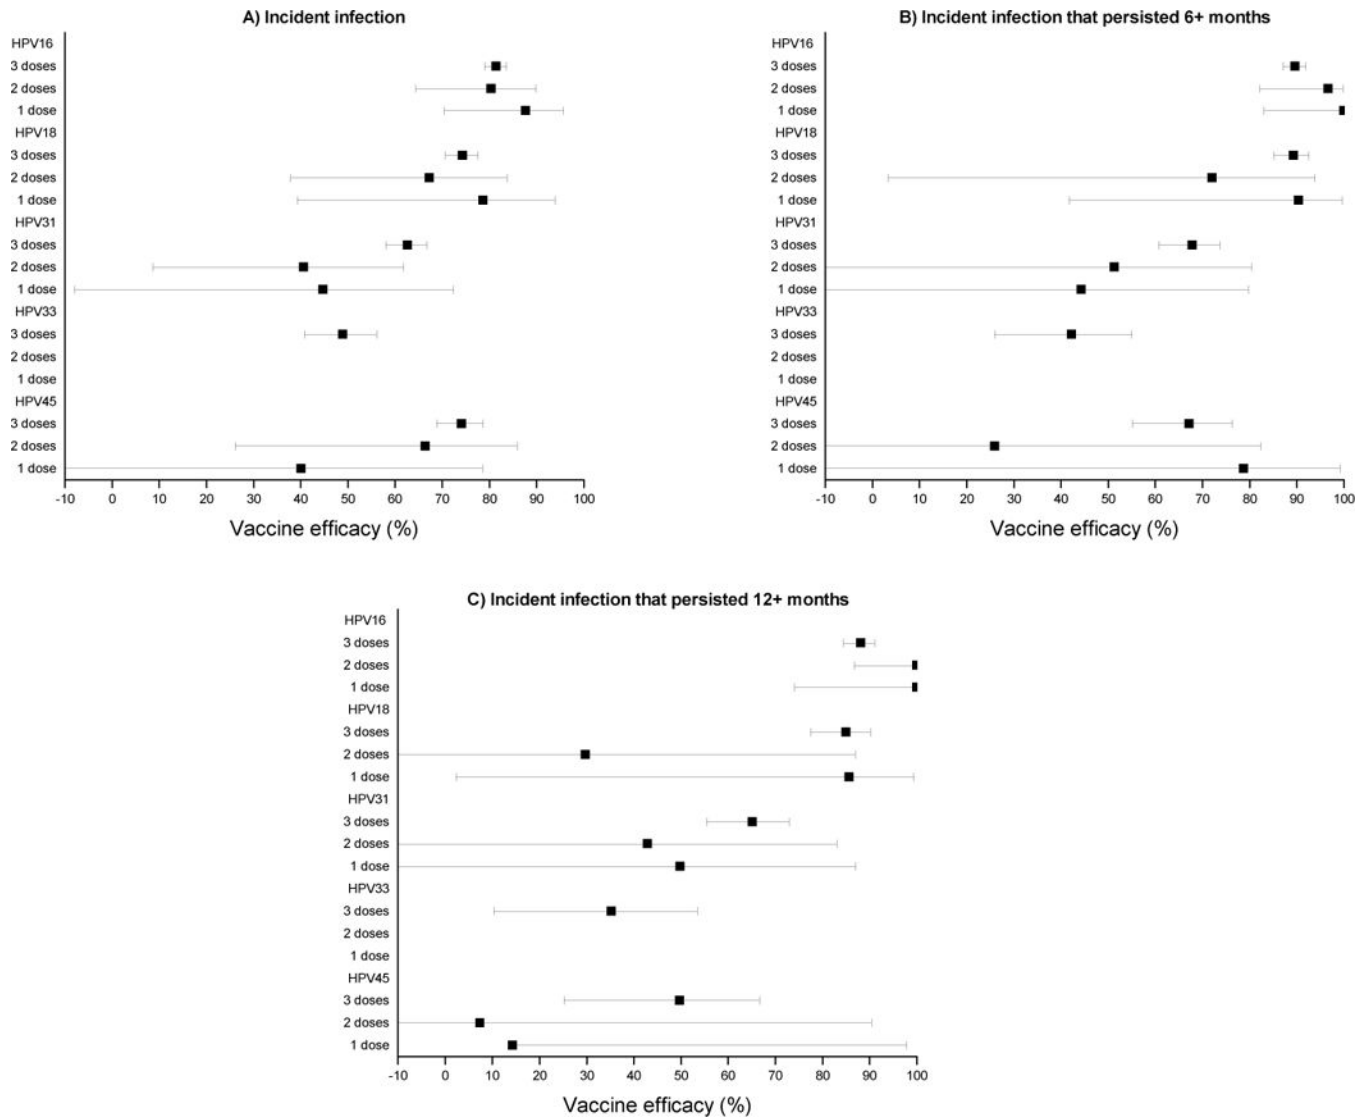 A) Incident infection
HPV16
3 doses
2 doses
1 dose
HPV18
3 doses
2 doses
1 dose
HPV31
3 doses
2 doses
1 dose
HPV33
3 doses
2 doses
1 dose
HPV45
3 doses
2 doses
1 dose
-10 0 10 20 30 40 50 60 70 80 90 100
Vaccine efficacy (%)
B) Incident infection that persisted 6+ months
HPV16
3 doses
2 doses
1 dose
HPV18
3 doses
2 doses
1 dose
HPV31
3 doses
2 doses
1 dose
HPV33
3 doses
2 doses
1 dose
HPV45
3 doses
2 doses
1 dose
-10 0 10 20 30 40 50 60 70 80 90 100
Vaccine efficacy (%)
C) Incident infection that persisted 12+ months
HPV16
3 doses
2 doses
1 dose
HPV18
3 doses
2 doses
1 dose
HPV31
3 doses
2 doses
1 dose
HPV33
3 doses
2 doses
1 dose
HPV45
3 doses
2 doses
1 dose
-10 0 10 20 30 40 50 60 70 80 90 100
Vaccine efficacy (%)